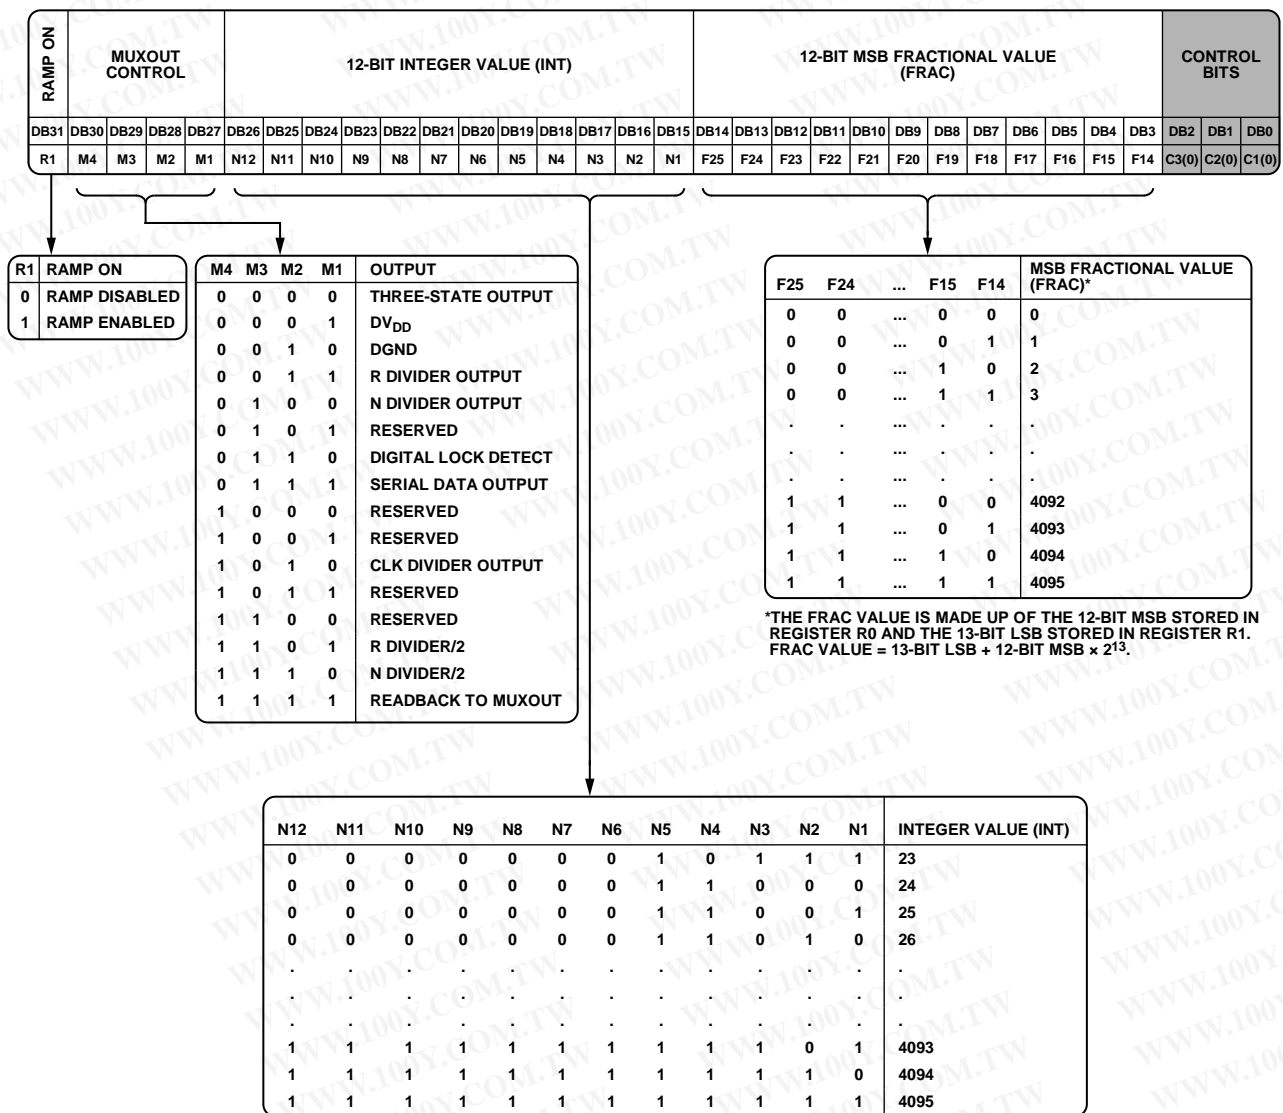 RAMP ON
MUXOUT
CONTROL
12-BIT INTEGER VALUE (INT)
12-BIT MSB FRACTIONAL VALUE
(FRAC)
CONTROL
BITS
DB31 DB30 DB29 DB28 DB27 DB26 DB25 DB24 DB23 DB22 DB21 DB20 DB19 DB18 DB17 DB16 DB15 DB14 DB13 DB12 DB11 DB10 DB9 DB8 DB7 DB6 DB5 DB4 DB3 DB2 DB1 DB0
R1 M4 M3 M2 M1 N12 N11 N10 N9 N8 N7 N6 N5 N4 N3 N2 N1 F25 F24 F23 F22 F21 F20 F19 F18 F17 F16 F15 F14 C3(0) C2(0) C1(0)
R1 RAMP ON
0 RAMP DISABLED
1 RAMP ENABLED
M4 M3 M2 M1 OUTPUT
0 0 0 0 THREE-STATE OUTPUT
0 0 0 1 DVDD
0 0 1 0 DGND
0 0 1 1 R DIVIDER OUTPUT
0 1 0 0 N DIVIDER OUTPUT
0 1 0 1 RESERVED
0 1 1 0 DIGITAL LOCK DETECT
0 1 1 1 SERIAL DATA OUTPUT
1 0 0 0 RESERVED
1 0 0 1 RESERVED
1 0 1 0 CLK DIVIDER OUTPUT
1 0 1 1 RESERVED
1 1 0 0 RESERVED
1 1 0 1 R DIVIDER/2
1 1 1 0 N DIVIDER/2
1 1 1 1 READBACK TO MUXOUT
F25 F24 ... F15 F14 MSB FRACTIONAL VALUE
(FRAC)*
0 0 ... 0 0 0
0 0 ... 0 1 1
0 0 ... 1 0 2
0 0 ... 1 1 3
. . ... . . .
. . ... . . .
. . ... . . .
1 1 ... 0 0 4092
1 1 ... 0 1 4093
1 1 ... 1 0 4094
1 1 ... 1 1 4095
*THE FRAC VALUE IS MADE UP OF THE 12-BIT MSB STORED IN
REGISTER R0 AND THE 13-BIT LSB STORED IN REGISTER R1.
FRAC VALUE = 13-BIT LSB + 12-BIT MSB × 2¹³.
N12 N11 N10 N9 N8 N7 N6 N5 N4 N3 N2 N1 INTEGER VALUE (INT)
0 0 0 0 0 0 0 1 0 1 1 1 23
0 0 0 0 0 0 0 1 1 0 0 0 24
0 0 0 0 0 0 0 1 1 0 0 1 25
0 0 0 0 0 0 0 1 1 0 1 0 26
. . . . . . . . . . . . .
. . . . . . . . . . . . .
. . . . . . . . . . . . .
1 1 1 1 1 1 1 1 1 1 0 1 4093
1 1 1 1 1 1 1 1 1 1 1 0 4094
1 1 1 1 1 1 1 1 1 1 1 1 4095
WWW.100Y.COM.TW